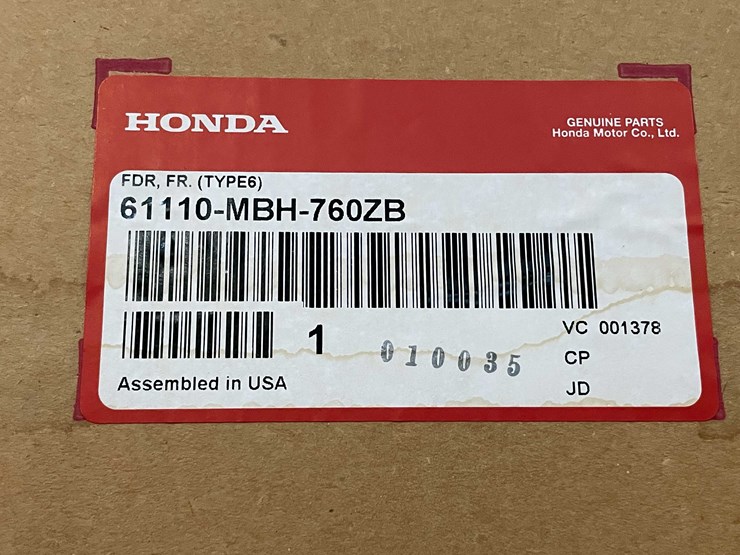 HONDA
GENUINE PARTS
Honda Motor Co., Ltd.
FDR, FR. (TYPE6)
61110-MBH-760ZB
1
010035
VC 001378
CP
JD
Assembled in USA